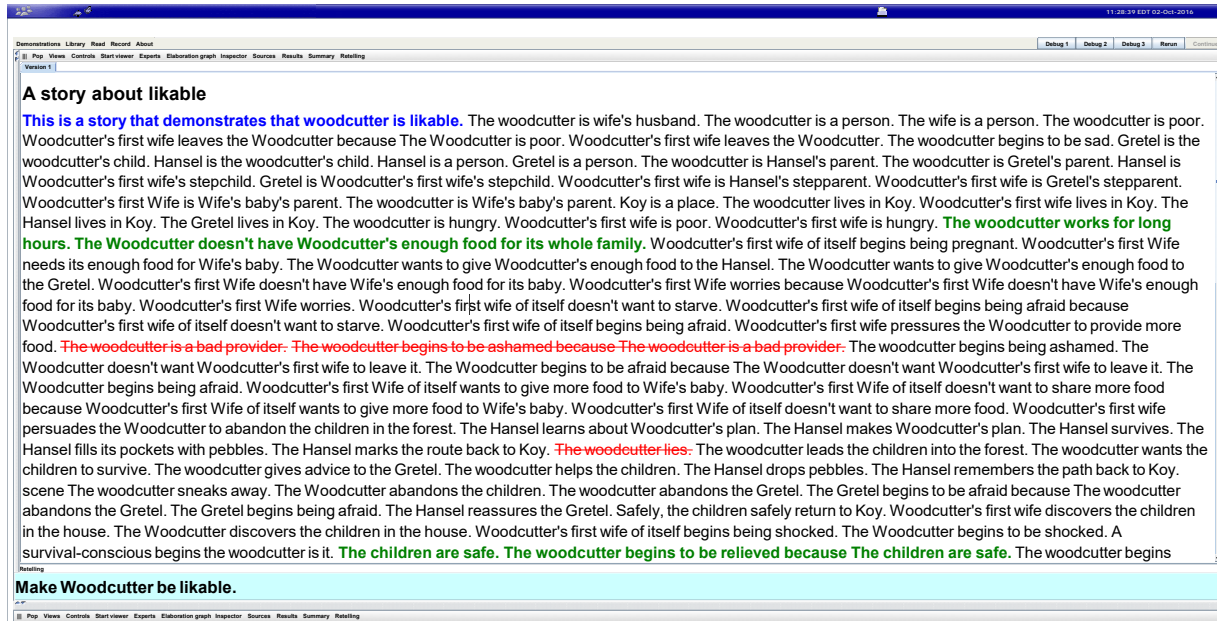 11:28:39 EDT 02-Oct-2016
Demonstrations Library Read Record About
Debug 1 Debug 2 Debug 3 Rerun Continue
Pop Views Controls Start viewer Experts Elaboration graph Inspector Sources Results Summary Retelling
Version 1
A story about likable
This is a story that demonstrates that woodcutter is likable. The woodcutter is wife's husband. The woodcutter is a person. The wife is a person. The woodcutter is poor.
Woodcutter's first wife leaves the Woodcutter because The Woodcutter is poor. Woodcutter's first wife leaves the Woodcutter. The woodcutter begins to be sad. Gretel is the
woodcutter's child. Hansel is the woodcutter's child. Hansel is a person. Gretel is a person. The woodcutter is Hansel's parent. The woodcutter is Gretel's parent. Hansel is
Woodcutter's first wife's stepchild. Gretel is Woodcutter's first wife's stepchild. Woodcutter's first wife is Hansel's stepparent. Woodcutter's first wife is Gretel's stepparent.
Woodcutter's first Wife is Wife's baby's parent. The woodcutter is Wife's baby's parent. Koy is a place. The woodcutter lives in Koy. Woodcutter's first wife lives in Koy. The
Hansel lives in Koy. The Gretel lives in Koy. The woodcutter is hungry. Woodcutter's first wife is poor. Woodcutter's first wife is hungry. The woodcutter works for long
hours. The Woodcutter doesn't have Woodcutter's enough food for its whole family. Woodcutter's first wife of itself begins being pregnant. Woodcutter's first Wife
needs its enough food for Wife's baby. The Woodcutter wants to give Woodcutter's enough food to the Hansel. The Woodcutter wants to give Woodcutter's enough food to
the Gretel. Woodcutter's first Wife doesn't have Wife's enough food for its baby. Woodcutter's first Wife worries because Woodcutter's first Wife doesn't have Wife's enough
food for its baby. Woodcutter's first Wife worries. Woodcutter's first wife of itself doesn't want to starve. Woodcutter's first wife of itself begins being afraid because
Woodcutter's first wife of itself doesn't want to starve. Woodcutter's first wife of itself begins being afraid. Woodcutter's first wife pressures the Woodcutter to provide more
food. The woodcutter is a bad provider. The woodcutter begins to be ashamed because The woodcutter is a bad provider. The woodcutter begins being ashamed. The
Woodcutter doesn't want Woodcutter's first wife to leave it. The Woodcutter begins to be afraid because The Woodcutter doesn't want Woodcutter's first wife to leave it. The
Woodcutter begins being afraid. Woodcutter's first Wife of itself wants to give more food to Wife's baby. Woodcutter's first Wife of itself doesn't want to share more food
because Woodcutter's first Wife of itself wants to give more food to Wife's baby. Woodcutter's first Wife of itself doesn't want to share more food. Woodcutter's first wife
persuades the Woodcutter to abandon the children in the forest. The Hansel learns about Woodcutter's plan. The Hansel makes Woodcutter's plan. The Hansel survives. The
Hansel fills its pockets with pebbles. The Hansel marks the route back to Koy. The woodcutter lies. The woodcutter leads the children into the forest. The woodcutter wants the
children to survive. The woodcutter gives advice to the Gretel. The woodcutter helps the children. The Hansel drops pebbles. The Hansel remembers the path back to Koy.
scene The woodcutter sneaks away. The Woodcutter abandons the children. The woodcutter abandons the Gretel. The Gretel begins to be afraid because The woodcutter
abandons the Gretel. The Gretel begins being afraid. The Hansel reassures the Gretel. Safely, the children safely return to Koy. Woodcutter's first wife discovers the children
in the house. The Woodcutter discovers the children in the house. Woodcutter's first wife of itself begins being shocked. The Woodcutter begins to be shocked. A
survival-conscious begins the woodcutter is it. The children are safe. The woodcutter begins to be relieved because The children are safe. The woodcutter begins
Retelling
Make Woodcutter be likable.
Pop Views Controls Start viewer Experts Elaboration graph Inspector Sources Results Summary Retelling